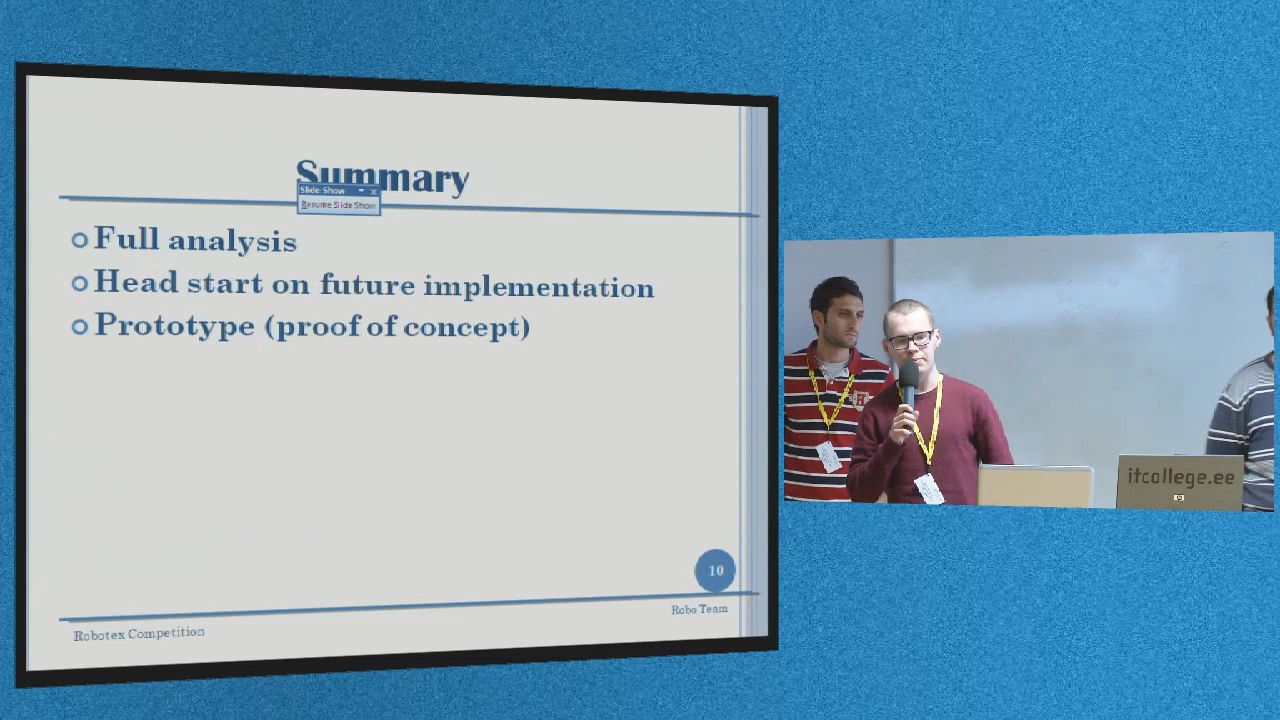 Summary
Slide Show
Resume Slide Show
Full analysis
Head start on future implementation
Prototype (proof of concept)
10
Robo Team
Robotex Competition
itcollege.ee
hp